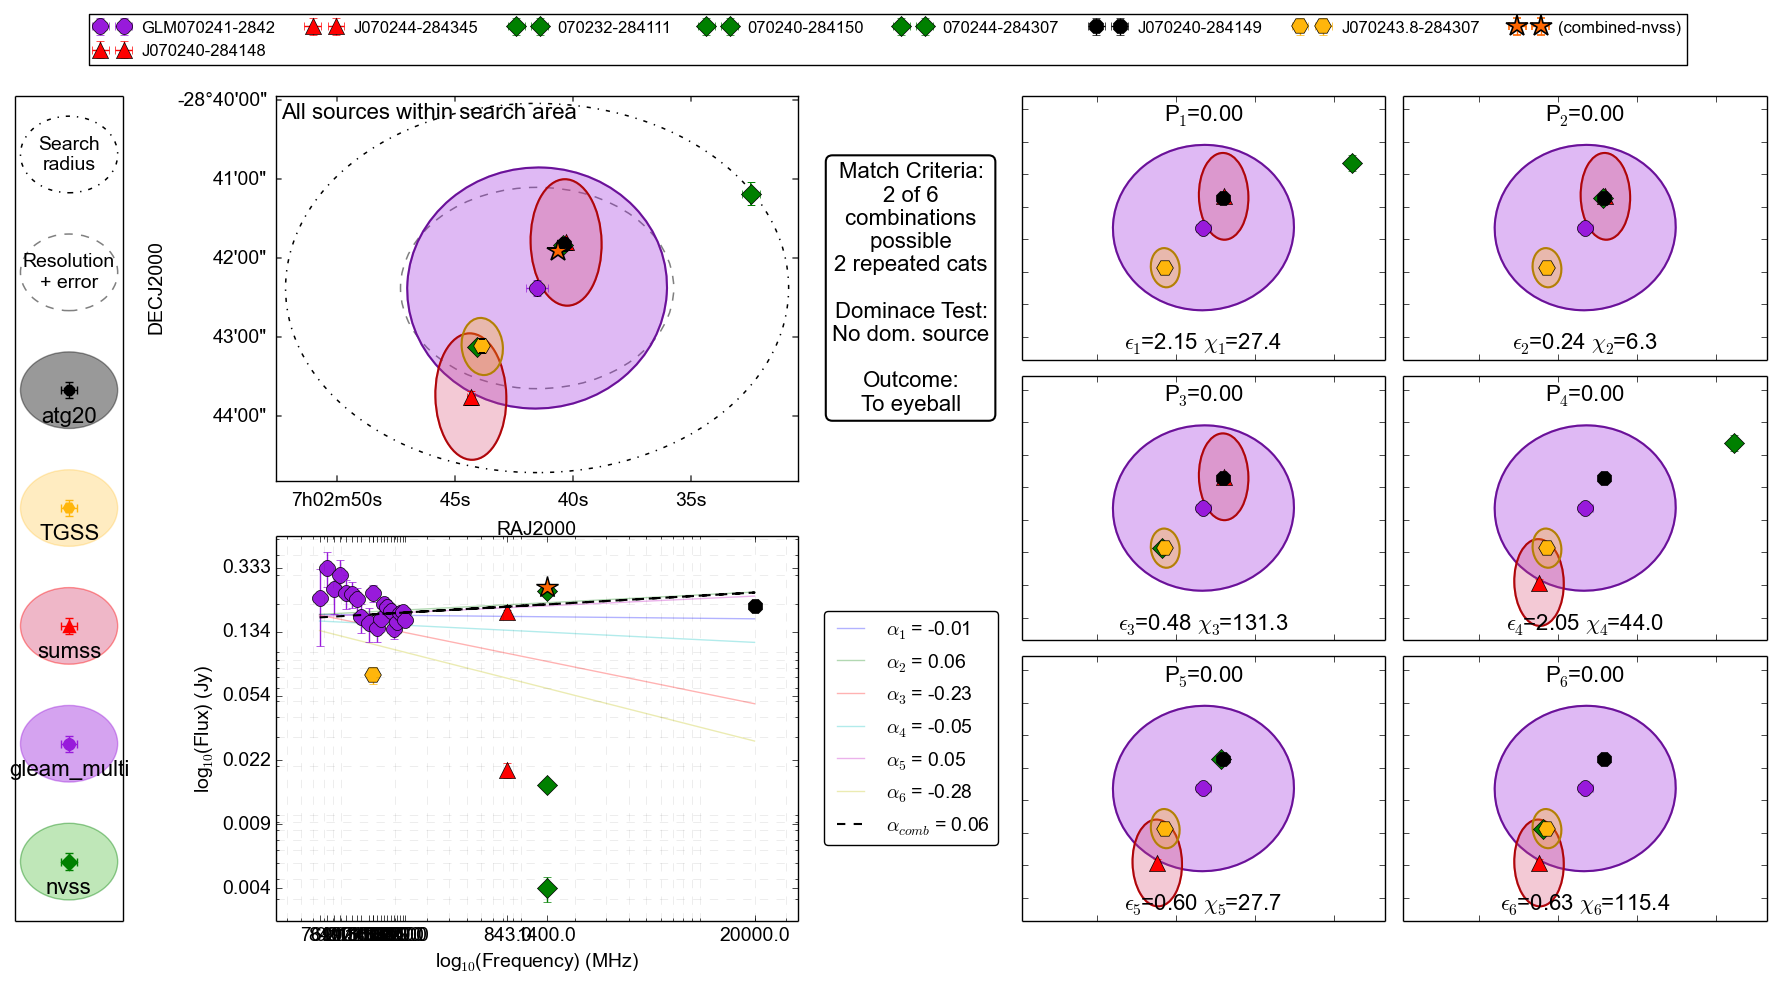 GLM070241-2842 J070244-284345 070232-284111 070240-284150 070244-284307 J070240-284149 J070243.8-284307 (combined-nvss)
J070240-284148
Search
radius
Resolution
+ error
atg20
TGSS
sumss
gleam_multi
nvss
All sources within search area
-28°40'00"
41'00"
42'00"
43'00"
44'00"
DECJ2000
7h02m50s 45s 40s 35s
RAJ2000
Match Criteria:
2 of 6
combinations
possible
2 repeated cats
Dominace Test:
No dom. source
Outcome:
To eyeball
0.333
0.134
0.054
0.022
0.009
0.004
log10(Flux) (Jy)
843.0 1400.0 20000.0
log10(Frequency) (MHz)
α1 = -0.01
α2 = 0.06
α3 = -0.23
α4 = -0.05
α5 = 0.05
α6 = -0.28
αcomb = 0.06
P1=0.00
ϵ1=2.15 χ1=27.4
P2=0.00
ϵ2=0.24 χ2=6.3
P3=0.00
ϵ3=0.48 χ3=131.3
P4=0.00
ϵ4=2.05 χ4=44.0
P5=0.00
ϵ5=0.60 χ5=27.7
P6=0.00
ϵ6=0.63 χ6=115.4